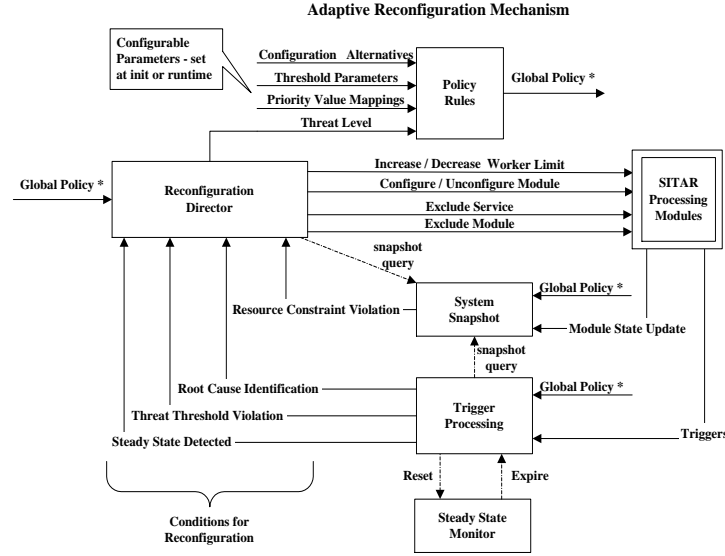 Adaptive Reconfiguration Mechanism
Configurable
Parameters - set
at init or runtime
Configuration Alternatives
Threshold Parameters
Priority Value Mappings
Threat Level
Policy
Rules
Global Policy *
Global Policy *
Reconfiguration
Director
Increase / Decrease Worker Limit
Configure / Unconfigure Module
Exclude Service
Exclude Module
SITAR
Processing
Modules
snapshot
query
Resource Constraint Violation
System
Snapshot
Global Policy *
Module State Update
snapshot
query
Root Cause Identification
Threat Threshold Violation
Steady State Detected
Trigger
Processing
Global Policy *
Triggers
Reset
Expire
Steady State
Monitor
Conditions for
Reconfiguration